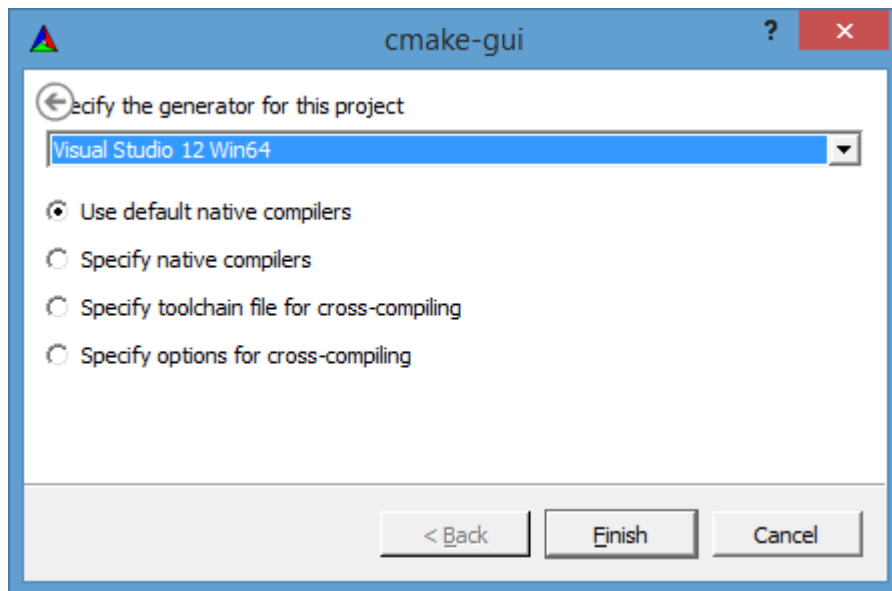 cmake-gui
?
ecify the generator for this project
Visual Studio 12 Win64
Use default native compilers
Specify native compilers
Specify toolchain file for cross-compiling
Specify options for cross-compiling
< Back
Finish
Cancel